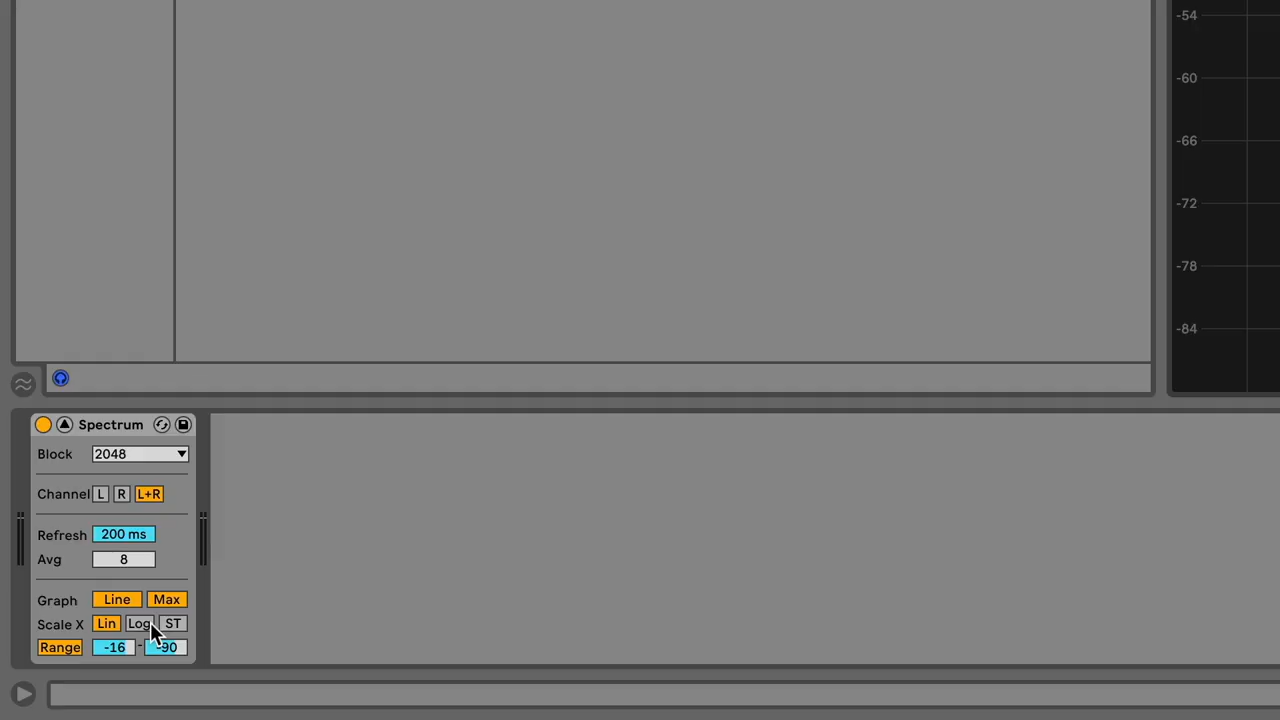 -54
-60
-66
-72
-78
-84
Spectrum
Block 2048
Channel L R L+R
Refresh 200 ms
Avg 8
Graph Line Max
Scale X Lin Log ST
Range -16 - -90